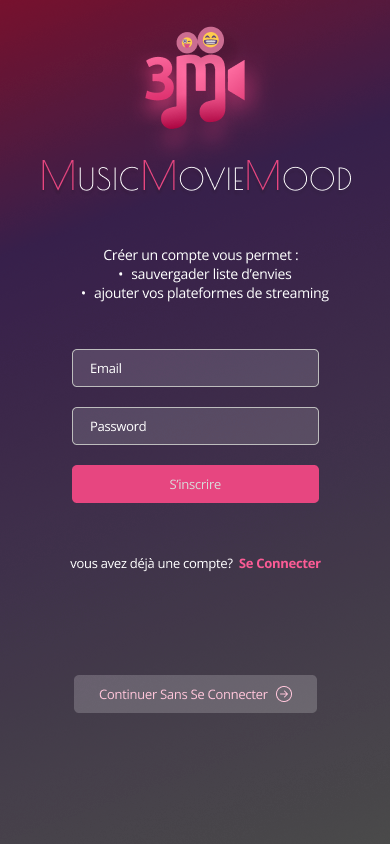 3M
MusicMovieMood
Créer un compte vous permet :
• sauvergader liste d'envies
• ajouter vos plateformes de streaming
Email
Password
S'inscrire
vous avez déjà une compte? Se Connecter
Continuer Sans Se Connecter